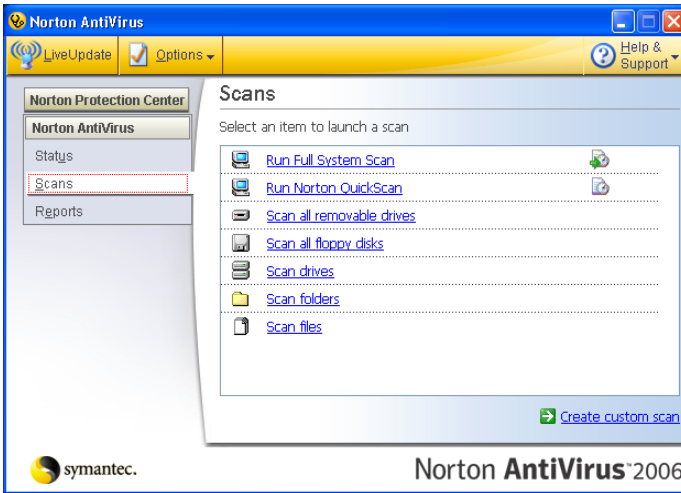 Norton AntiVirus
LiveUpdate
Options
Help &
Support
Norton Protection Center
Norton AntiVirus
Status
Scans
Reports
Scans
Select an item to launch a scan
Run Full System Scan
Run Norton QuickScan
Scan all removable drives
Scan all floppy disks
Scan drives
Scan folders
Scan files
Create custom scan
symantec.
Norton AntiVirus™2006